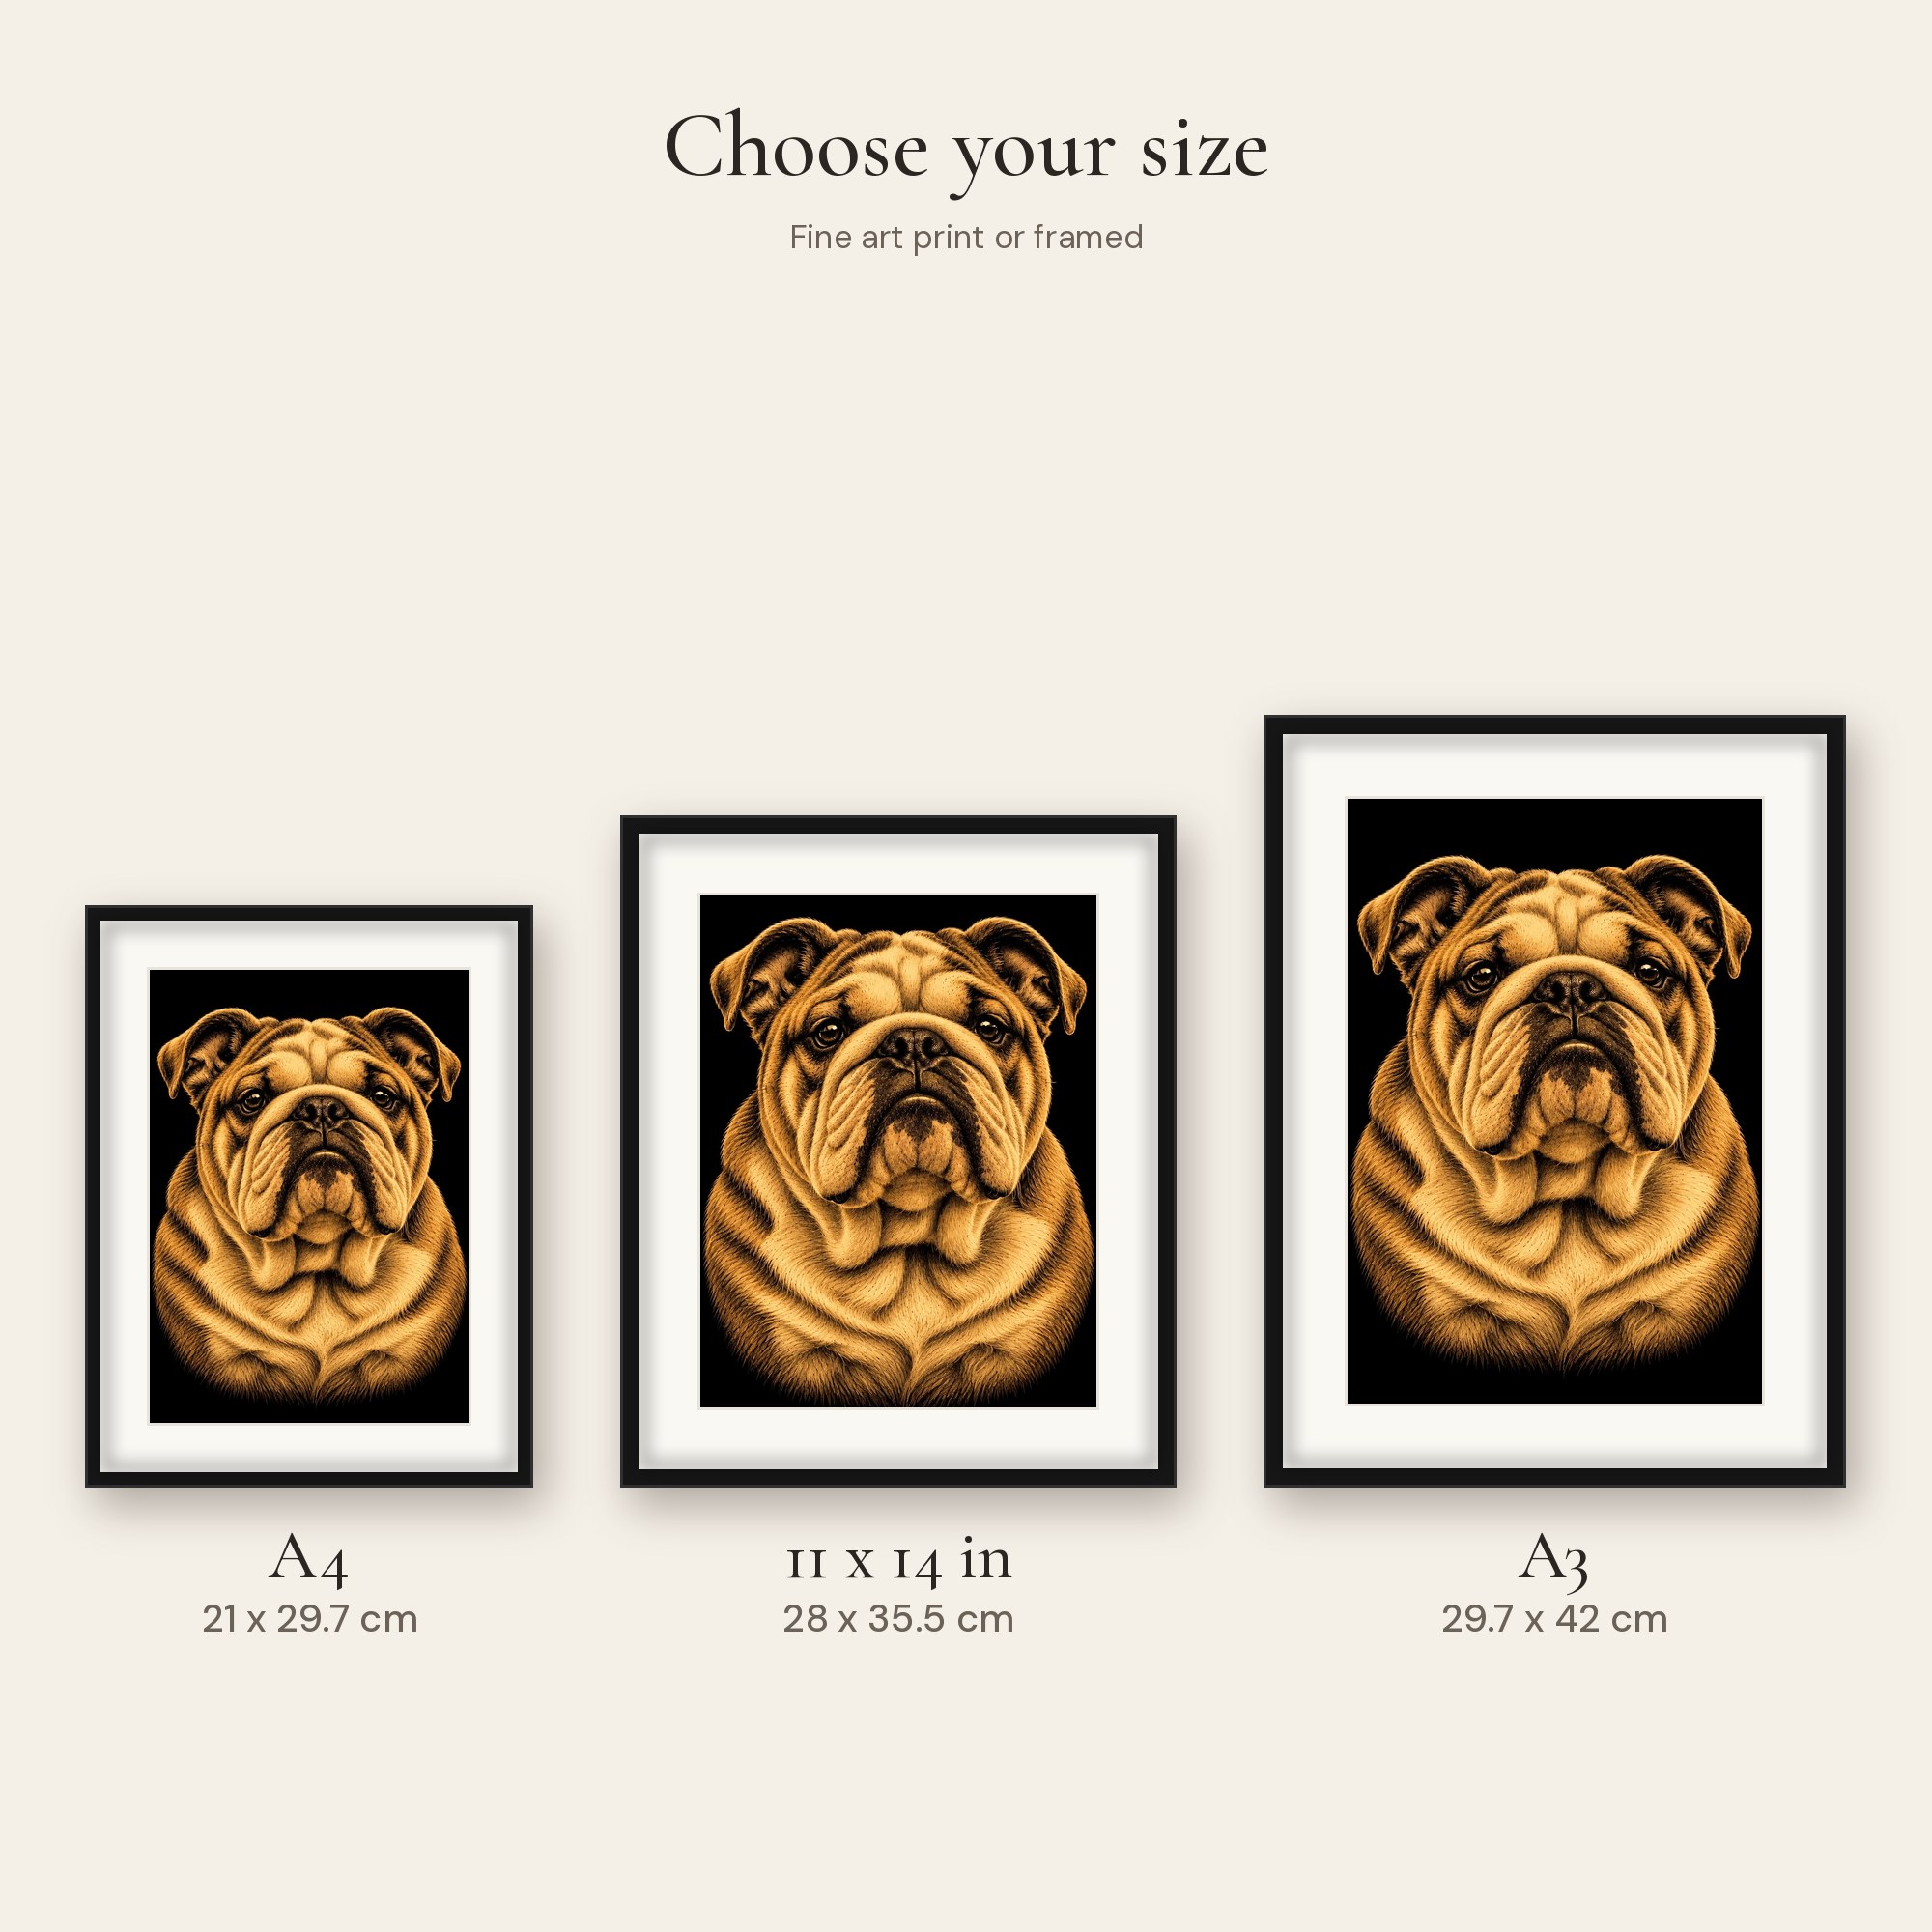 Choose your size
Fine art print or framed
A4
11 x 14 in
A3
21 x 29.7 cm
28 x 35.5 cm
29.7 x 42 cm